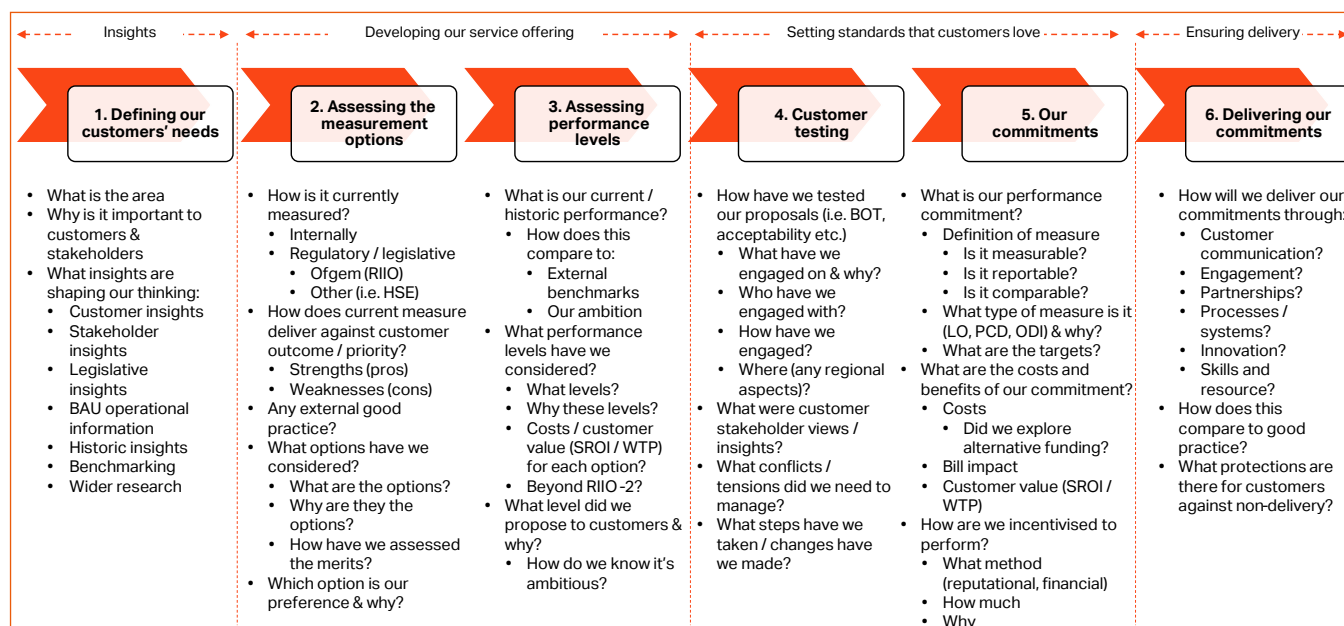 Insights
Developing our service offering
Setting standards that customers love
Ensuring delivery
1. Defining our
customers’ needs
2. Assessing the
measurement
options
3. Assessing
performance
levels
4. Customer
testing
5. Our
commitments
6. Delivering our
commitments
• What is the area
• Why is it important to
customers &
stakeholders
• What insights are
shaping our thinking:
• Customer insights
• Stakeholder
insights
• Legislative
insights
• BAU operational
information
• Historic insights
• Benchmarking
• Wider research
• How is it currently
measured?
• Internally
• Regulatory / legislative
• Ofgem (RIIO)
• Other (i.e. HSE)
• How does current measure
deliver against customer
outcome / priority?
• Strengths (pros)
• Weaknesses (cons)
• Any external good
practice?
• What options have we
considered?
• What are the options?
• Why are they the
options?
• How have we assessed
the merits?
• Which option is our
preference & why?
• What is our current /
historic performance?
• How does this
compare to:
• External
benchmarks
• Our ambition
• What performance
levels have we
considered?
• What levels?
• Why these levels?
• Costs / customer
value (SROI / WTP)
for each option?
• Beyond RIIO-2?
• What level did we
propose to customers &
why?
• How do we know it’s
ambitious?
• How have we tested
our proposals (i.e. BOT,
acceptability etc.)
• What have we
engaged on & why?
• Who have we
engaged with?
• How have we
engaged?
• Where (any regional
aspects)?
• What were customer
stakeholder views /
insights?
• What conflicts /
tensions did we need to
manage?
• What steps have we
taken / changes have
we made?
• What is our performance
commitment?
• Definition of measure
• Is it measurable?
• Is it reportable?
• Is it comparable?
• What type of measure is it
(LO, PCD, ODI) & why?
• What are the targets?
• What are the costs and
benefits of our commitment?
• Costs
• Did we explore
alternative funding?
• Bill impact
• Customer value (SROI /
WTP)
• How are we incentivised to
perform?
• What method
(reputational, financial)
• How much
• Why
• How will we deliver our
commitments through:
• Customer
communication?
• Engagement?
• Partnerships?
• Processes /
systems?
• Innovation?
• Skills and
resource?
• How does this
compare to good
practice?
• What protections are
there for customers
against non-delivery?